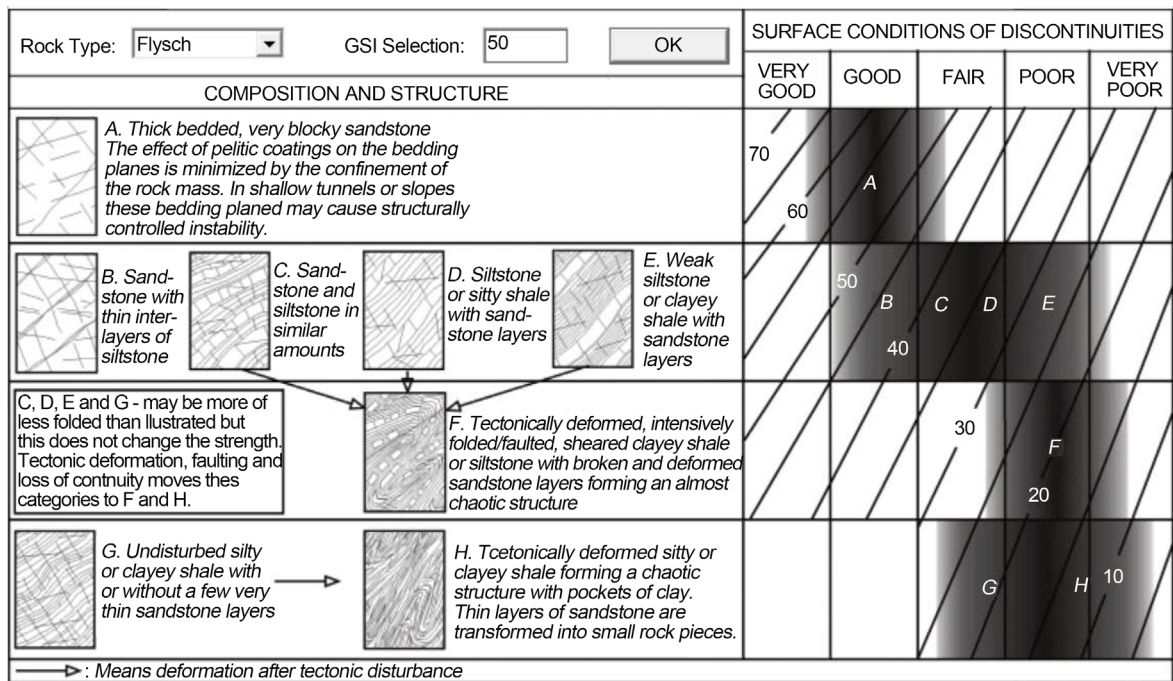 Rock Type: Flysch GSI Selection: 50 OK
SURFACE CONDITIONS OF DISCONTINUITIES
VERY GOOD
GOOD
FAIR
POOR
VERY POOR
COMPOSITION AND STRUCTURE
A. Thick bedded, very blocky sandstone
The effect of pelitic coatings on the bedding
planes is minimized by the confinement of
the rock mass. In shallow tunnels or slopes
these bedding planed may cause structurally
controlled instability.
70
60
A
B. Sand-
stone with
thin inter-
layers of
siltstone
C. Sand-
stone and
siltstone in
similar
amounts
D. Siltstone
or sitty shale
with sand-
stone layers
E. Weak
siltstone
or clayey
shale with
sandstone
layers
50
B
C
D
E
40
C, D, E and G - may be more of
less folded than llustrated but
this does not change the strength.
Tectonic deformation, faulting and
loss of contnuity moves thes
categories to F and H.
F. Tectonically deformed, intensively
folded/faulted, sheared clayey shale
or siltstone with broken and deformed
sandstone layers forming an almost
chaotic structure
30
F
20
G. Undisturbed silty
or clayey shale with
or without a few very
thin sandstone layers
H. Tcetonically deformed sitty or
clayey shale forming a chaotic
structure with pockets of clay.
Thin layers of sandstone are
transformed into small rock pieces.
G
H
10
: Means deformation after tectonic disturbance